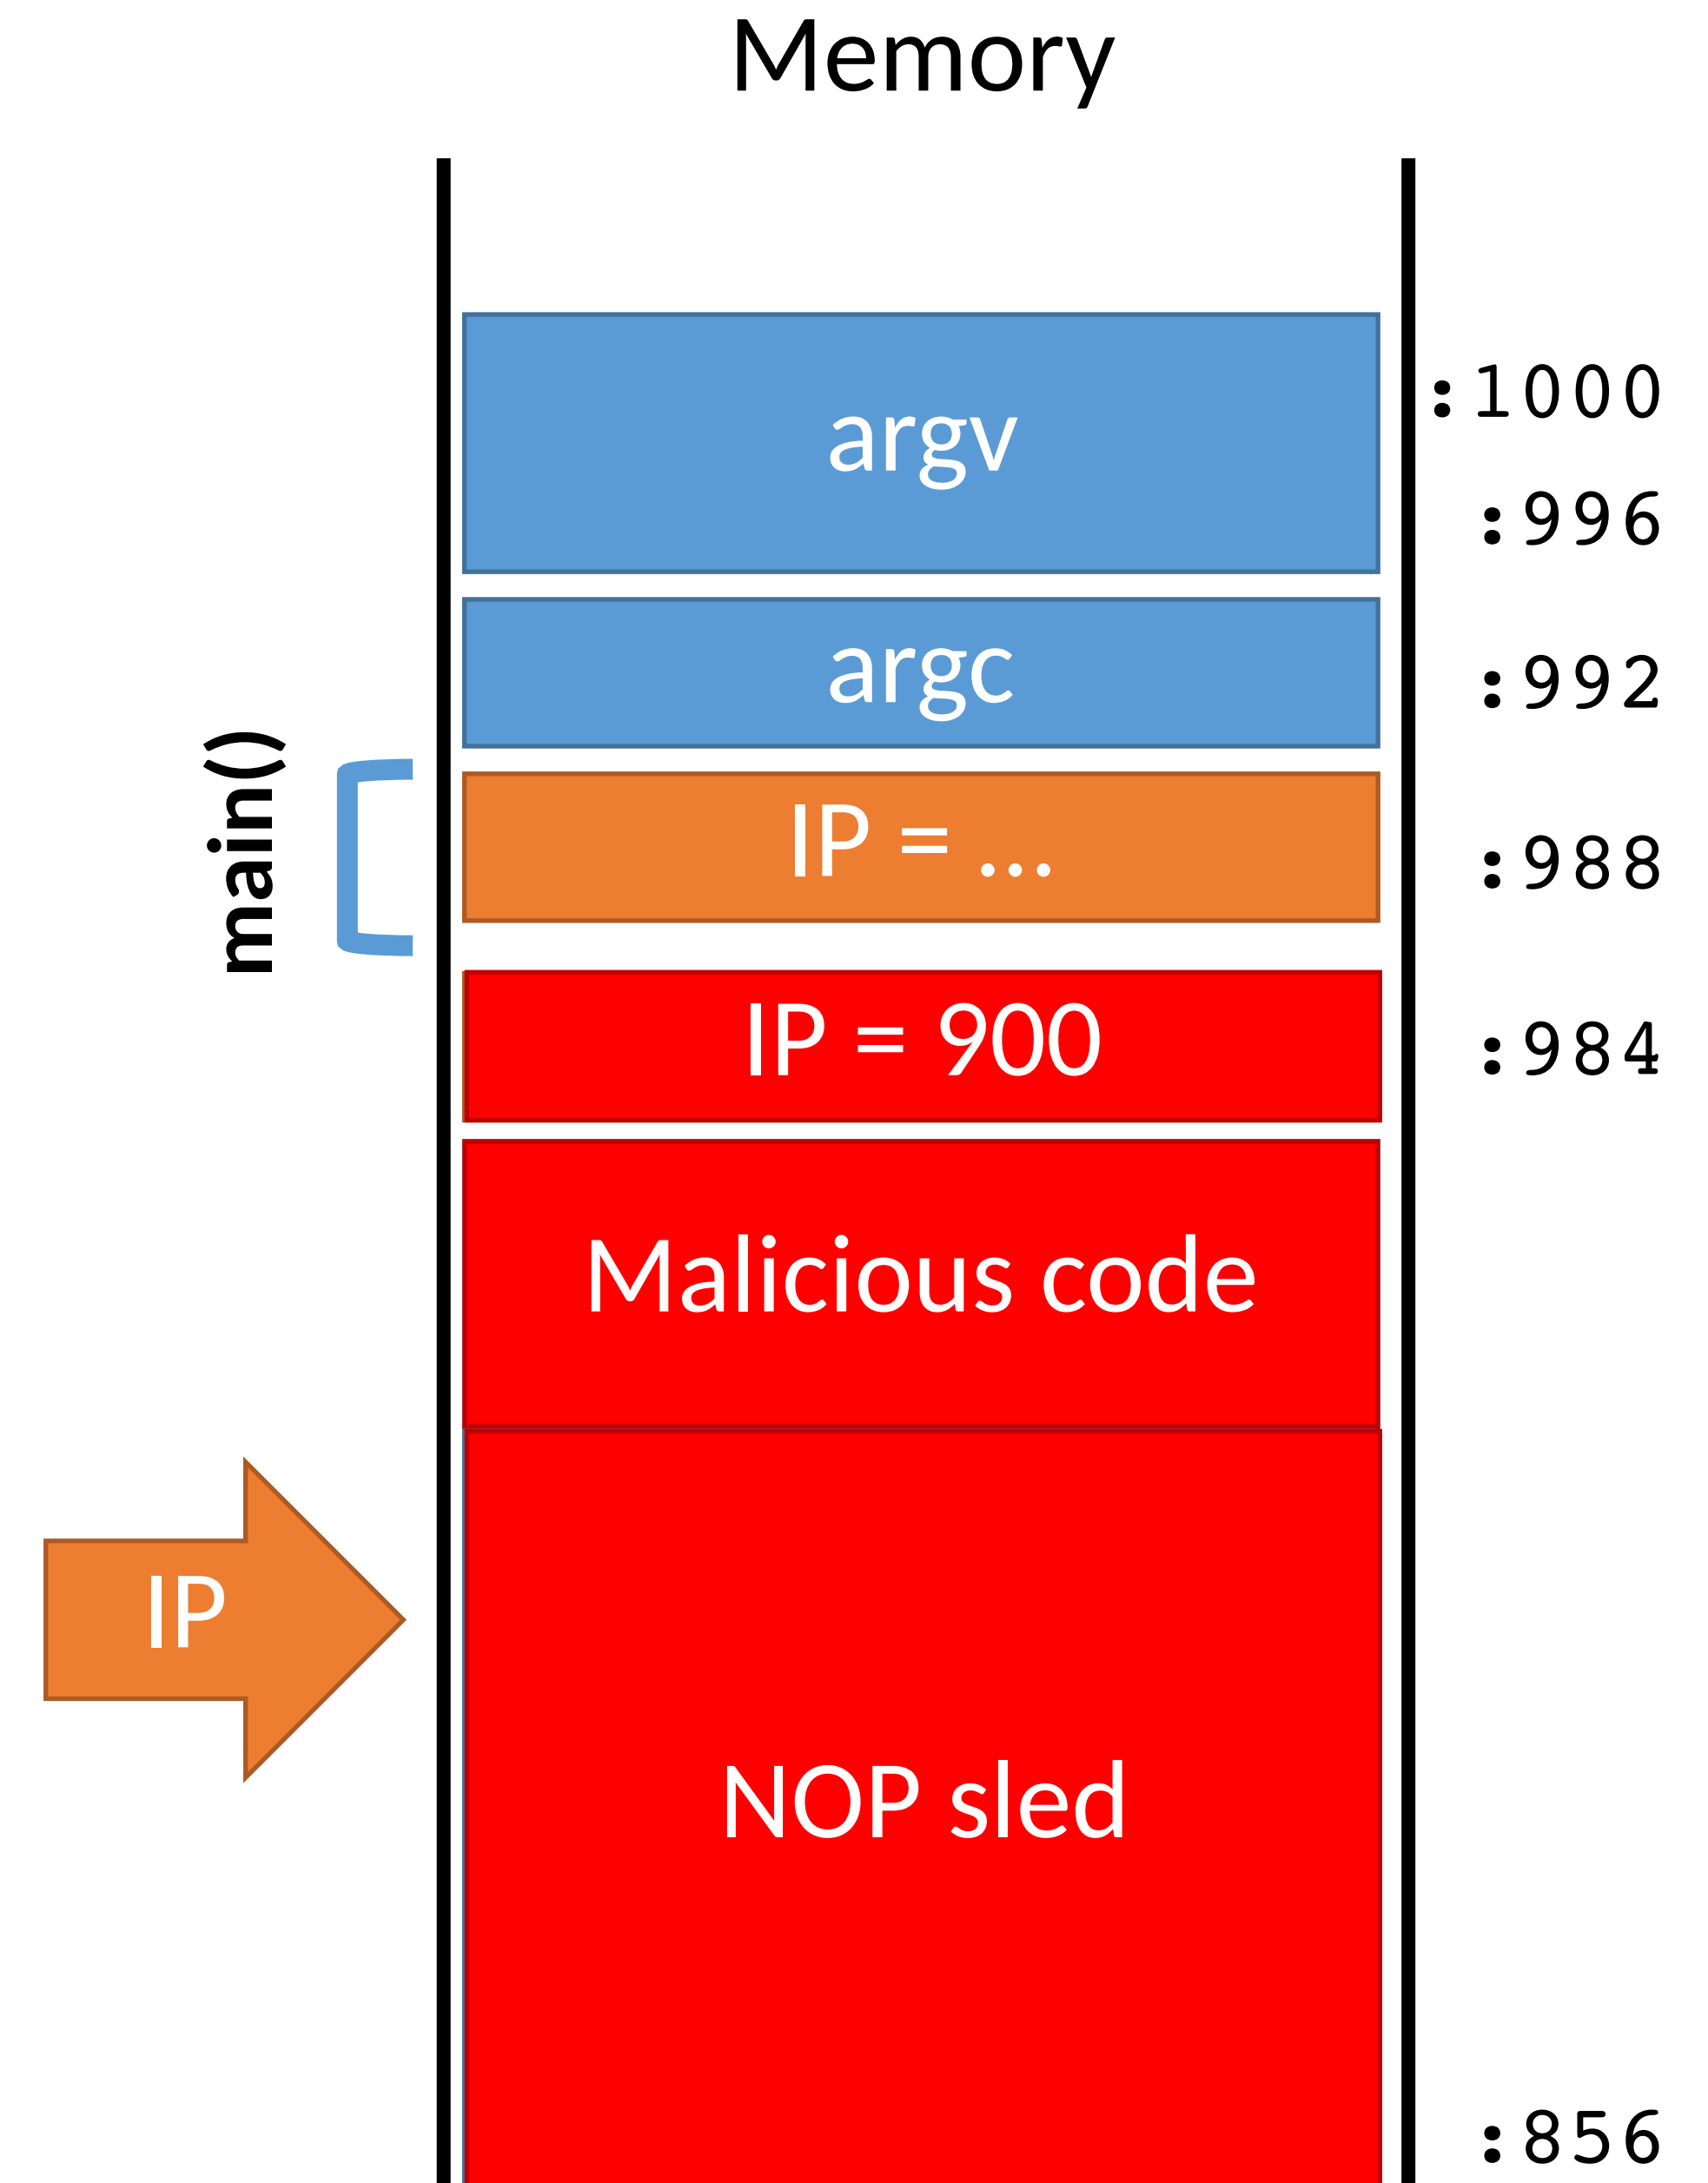 Memory
argv
:1000
:996
argc
:992
main()
IP = ...
:988
IP = 900
:984
Malicious code
IP
NOP sled
:856